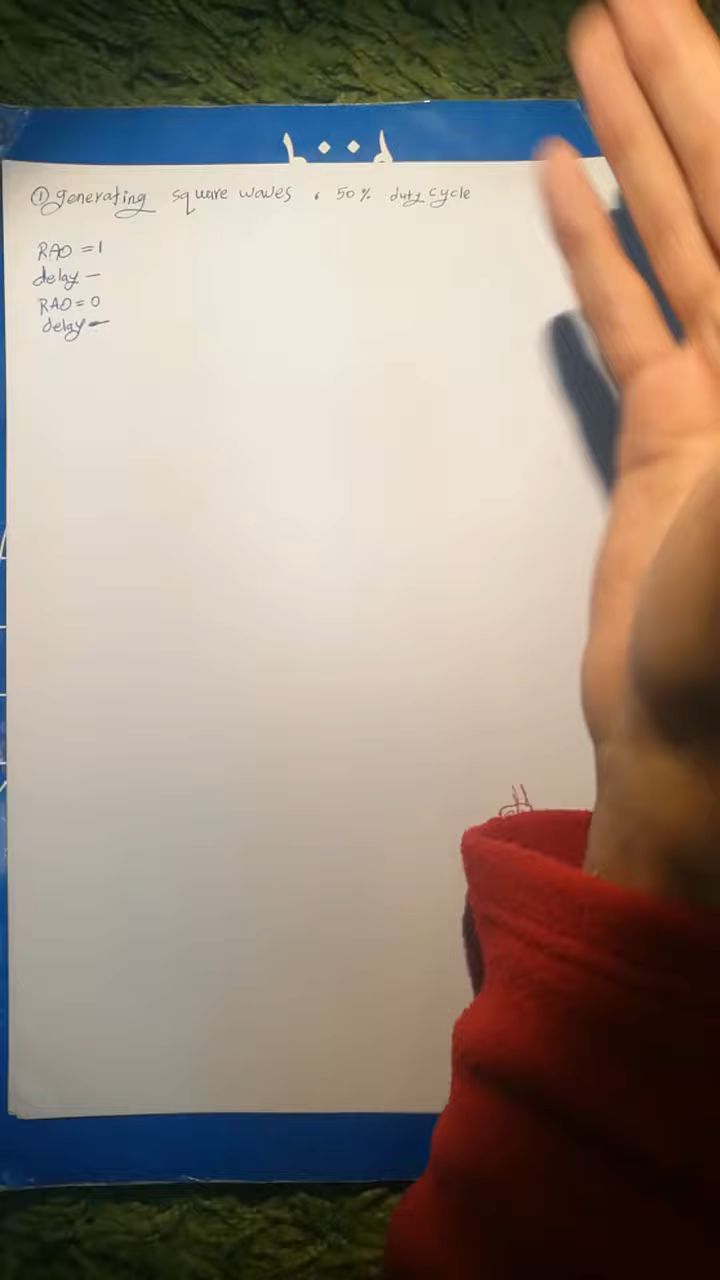 ① generating square waves , 50% duty cycle
RA0 = 1
delay —
RA0 = 0
delay —